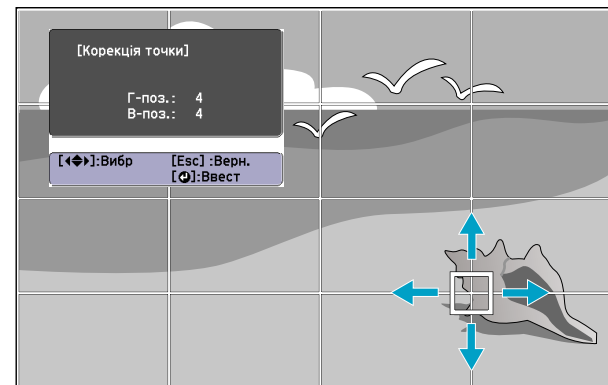 [Корекція точки]
Г-поз.: 4
В-поз.: 4
[◂◆▸]:Вибр [Esc] :Верн.
[⏎]:Ввест